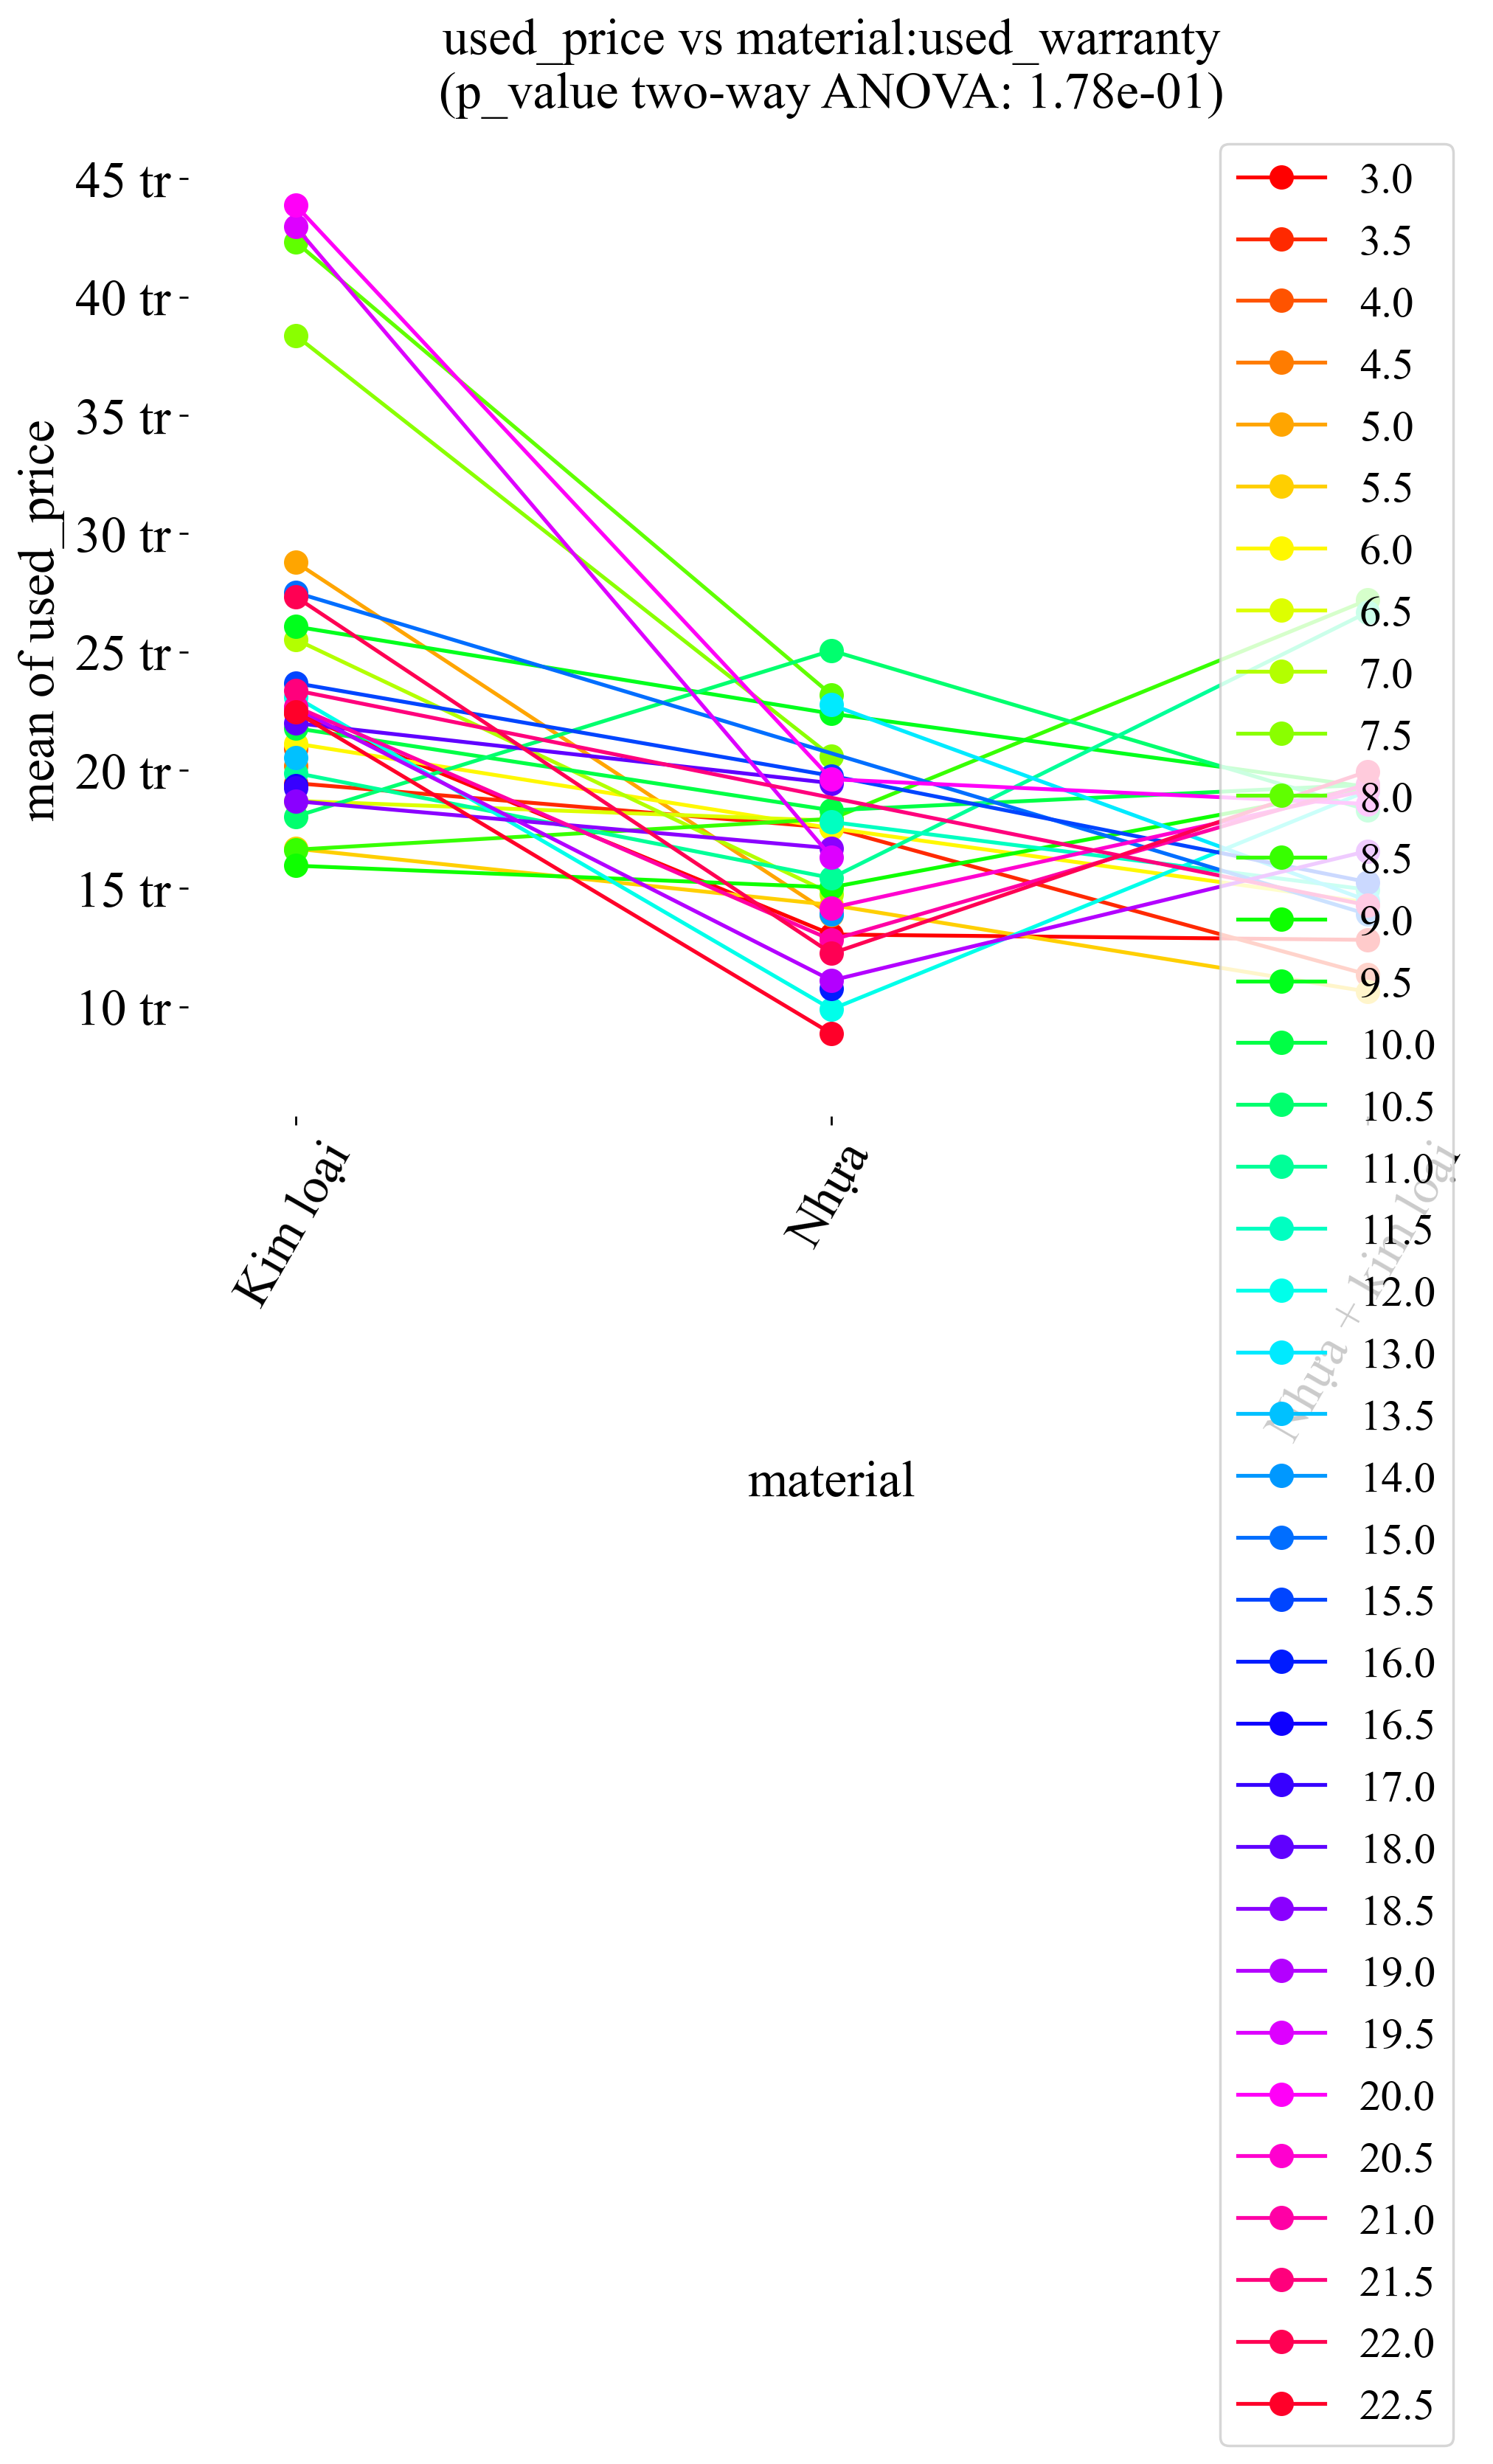 used_price vs material:used_warranty
(p_value two-way ANOVA: 1.78e-01)
mean of used_price
45 tr
40 tr
35 tr
30 tr
25 tr
20 tr
15 tr
10 tr
Kim loại
Nhựa
Nhựa + kim loại
material
3.0
3.5
4.0
4.5
5.0
5.5
6.0
6.5
7.0
7.5
8.0
8.5
9.0
9.5
10.0
10.5
11.0
11.5
12.0
13.0
13.5
14.0
15.0
15.5
16.0
16.5
17.0
18.0
18.5
19.0
19.5
20.0
20.5
21.0
21.5
22.0
22.5